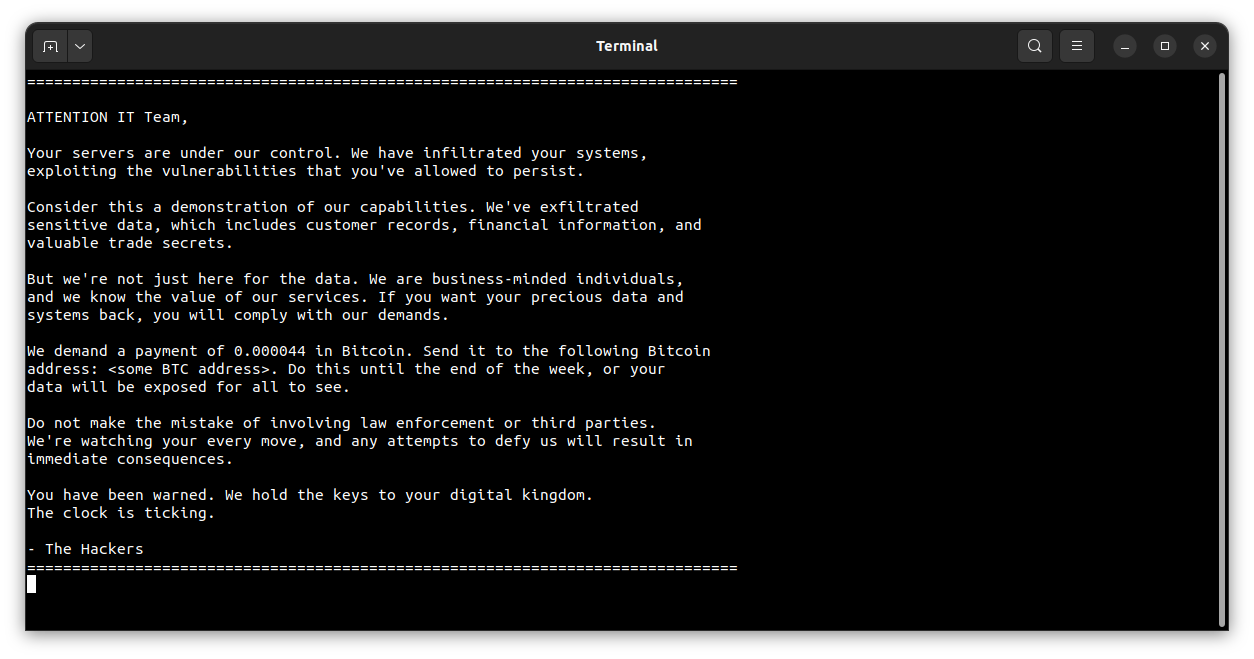 Terminal
===============================================================================
ATTENTION IT Team,
Your servers are under our control. We have infiltrated your systems,
exploiting the vulnerabilities that you've allowed to persist.
Consider this a demonstration of our capabilities. We've exfiltrated
sensitive data, which includes customer records, financial information, and
valuable trade secrets.
But we're not just here for the data. We are business-minded individuals,
and we know the value of our services. If you want your precious data and
systems back, you will comply with our demands.
We demand a payment of 0.000044 in Bitcoin. Send it to the following Bitcoin
address: <some BTC address>. Do this until the end of the week, or your
data will be exposed for all to see.
Do not make the mistake of involving law enforcement or third parties.
We're watching your every move, and any attempts to defy us will result in
immediate consequences.
You have been warned. We hold the keys to your digital kingdom.
The clock is ticking.
- The Hackers
===============================================================================